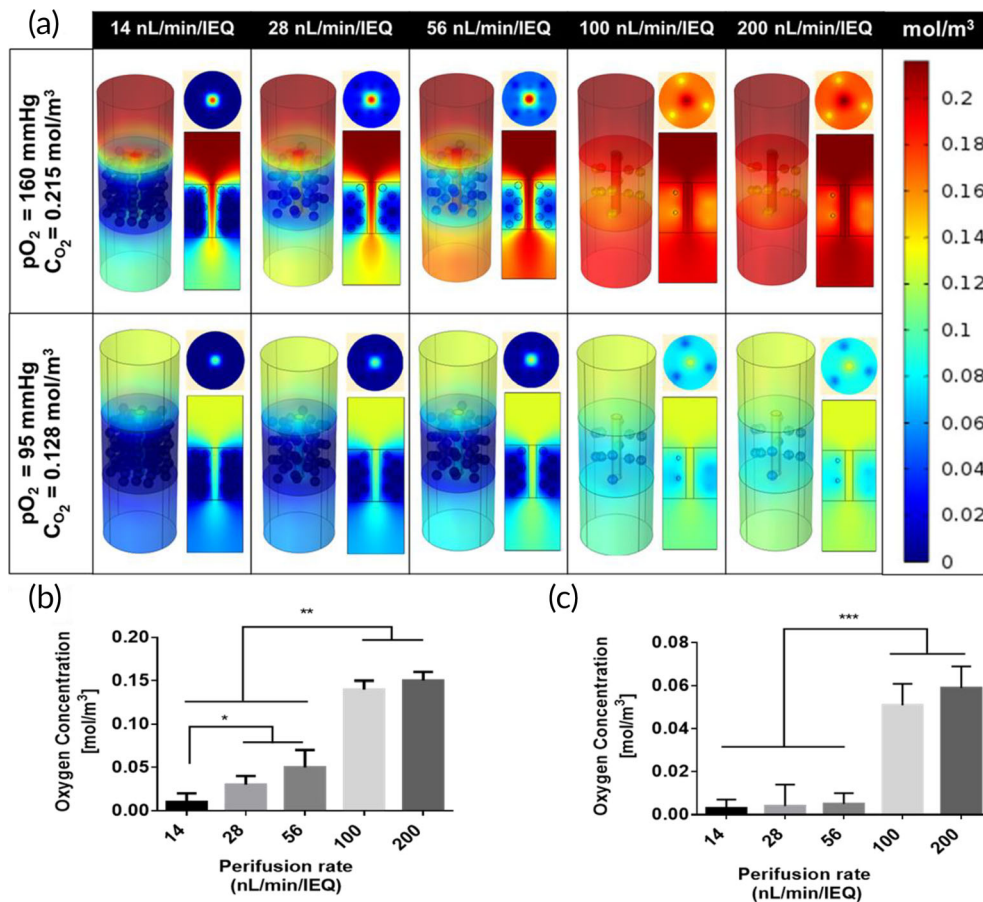 (a)
14 nL/min/IEQ 28 nL/min/IEQ 56 nL/min/IEQ 100 nL/min/IEQ 200 nL/min/IEQ mol/m³
pO₂ = 160 mmHg
C_O₂ = 0.215 mol/m³
pO₂ = 95 mmHg
C_O₂ = 0.128 mol/m³
0.2
0.18
0.16
0.14
0.12
0.1
0.08
0.06
0.04
0.02
0
(b)
Oxygen Concentration
[mol/m³]
0.20
0.15
0.10
0.05
0.00
*
**
14 28 56 100 200
Perifusion rate
(nL/min/IEQ)
(c)
Oxygen Concentration
[mol/m³]
0.08
0.06
0.04
0.02
0.00
***
14 28 56 100 200
Perifusion rate
(nL/min/IEQ)